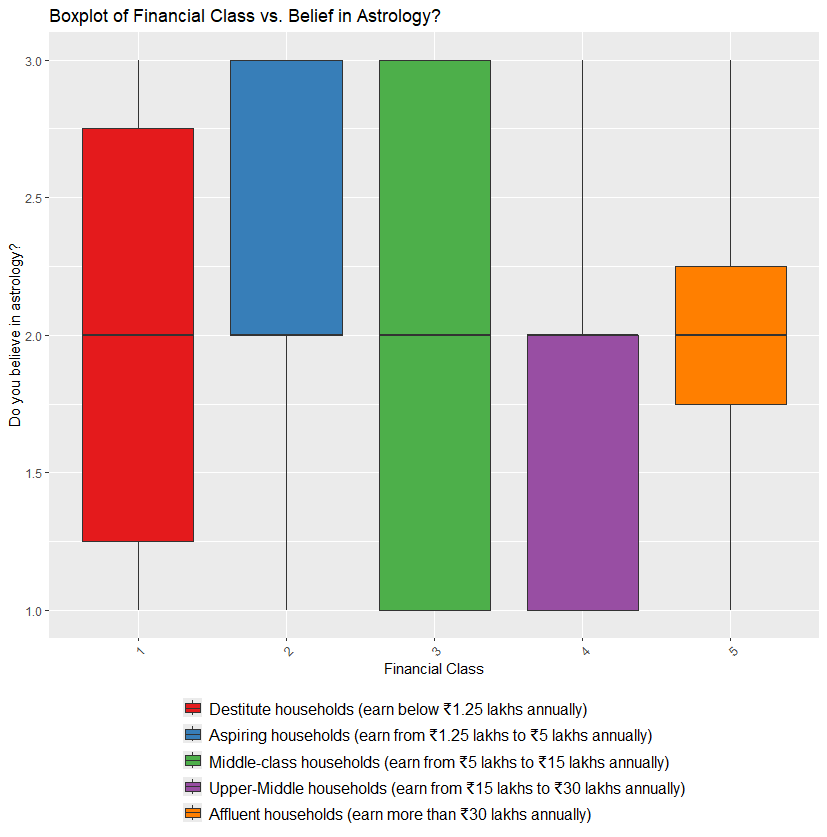 Boxplot of Financial Class vs. Belief in Astrology?
Do you believe in astrology?
3.0
2.5
2.0
1.5
1.0
1
2
3
4
5
Financial Class
Destitute households (earn below ₹1.25 lakhs annually)
Aspiring households (earn from ₹1.25 lakhs to ₹5 lakhs annually)
Middle-class households (earn from ₹5 lakhs to ₹15 lakhs annually)
Upper-Middle households (earn from ₹15 lakhs to ₹30 lakhs annually)
Affluent households (earn more than ₹30 lakhs annually)